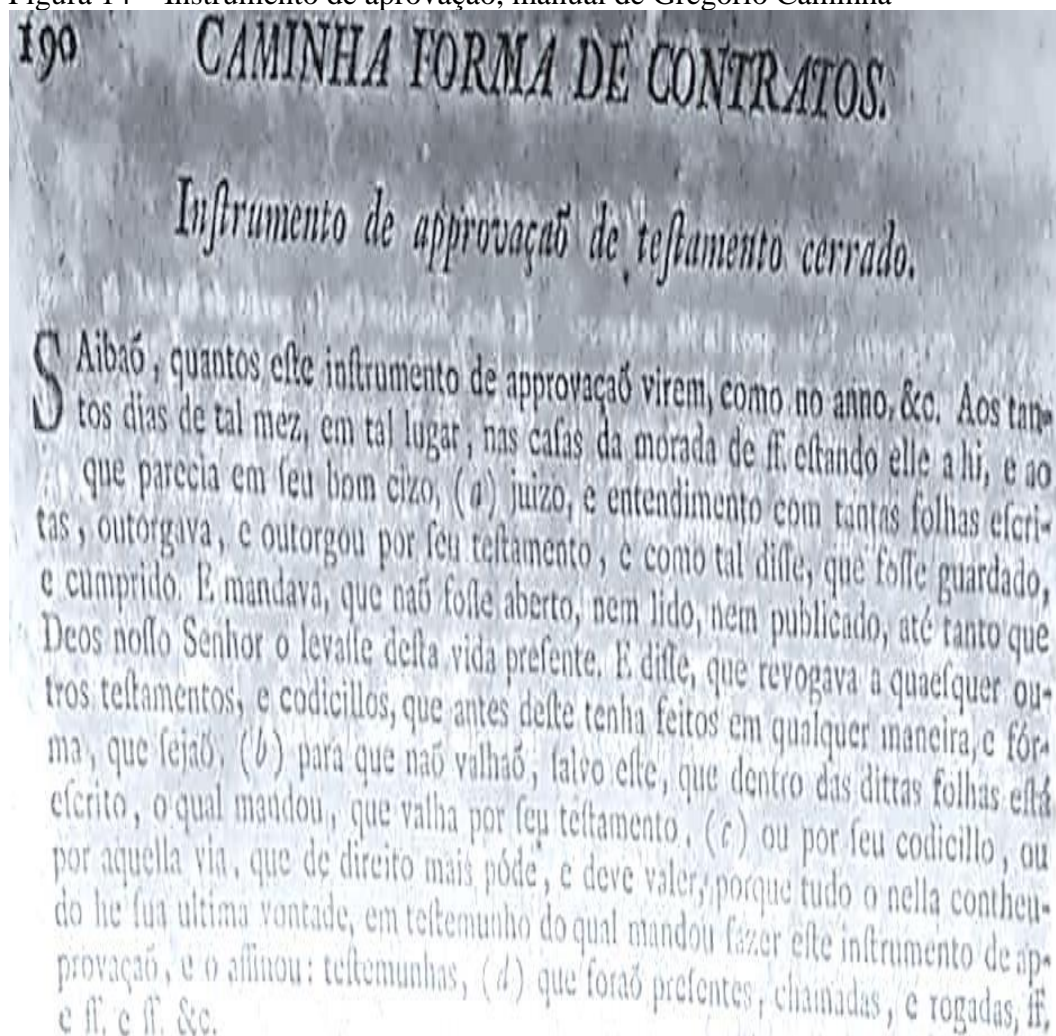 Figura 14 – Instrumento de aprovação, manual de Gregório Caminha
190 CAMINHA FORMA DE CONTRATOS.
Inſtrumento de approvaçaõ de teſtamento cerrado.
SAibaõ, quantos eſte inſtrumento de approvaçaõ virem, como no anno, &c. Aos tan-
tos dias de tal mez, em tal lugar, nas caſas da morada de ſſ. eſtando elle a hi, e ao
que parecia em ſeu bom cizo, (a) juizo, e entendimento com tantas folhas eſcri-
tas, outorgava, e outorgou por ſeu teſtamento, e como tal diſſe, que foſſe guardado,
e cumprido. E mandava, que naõ foſſe aberto, nem lido, nem publicado, até tanto que
Deos noſſo Senhor o levaſſe deſta vida preſente. E diſſe, que revogava a quaeſquer ou-
tros teſtamentos, e codicillos, que antes deſte tenha feitos em qualquer maneira, e fór-
ma, que ſejaõ, (b) para que naõ valhaõ, ſalvo eſte, que dentro das dittas folhas eſtá
eſcrito, o qual mandou, que valha por ſeu teſtamento, (c) ou por ſeu codicillo, ou
por aquella via, que de direito mais póde, e deve valer, porque tudo o nella contheu-
do he ſua ultima vontade, em teſtemunho do qual mandou fazer eſte inſtrumento de ap-
provaçaõ, e o aſſinou: teſtemunhas, (d) que foraõ preſentes, chamadas, e rogadas, ſſ.
e ſſ. e ſſ. &c.